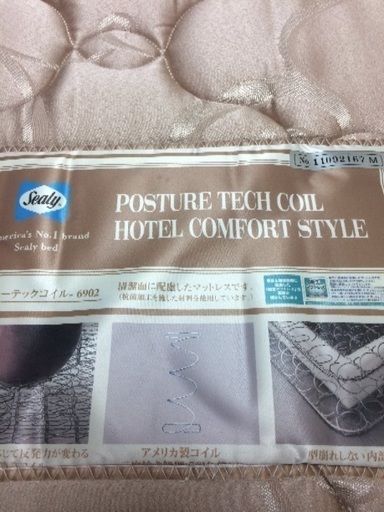 No. 11092167 M
Sealy
POSTURE TECH COIL
HOTEL COMFORT STYLE
America's No.1 brand
Sealy bed
ーテックコイル-6902
清潔面に配慮したマットレスです。
(抗菌加工を施した材料を使用しています。)
じて反発力が変わる
アメリカ製コイル
型崩れしない内部